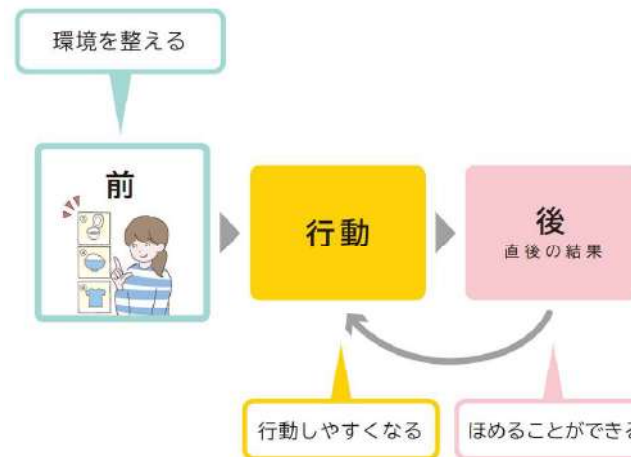 環境を整える
前
行動
後
直後の結果
行動しやすくなる
ほめることができる